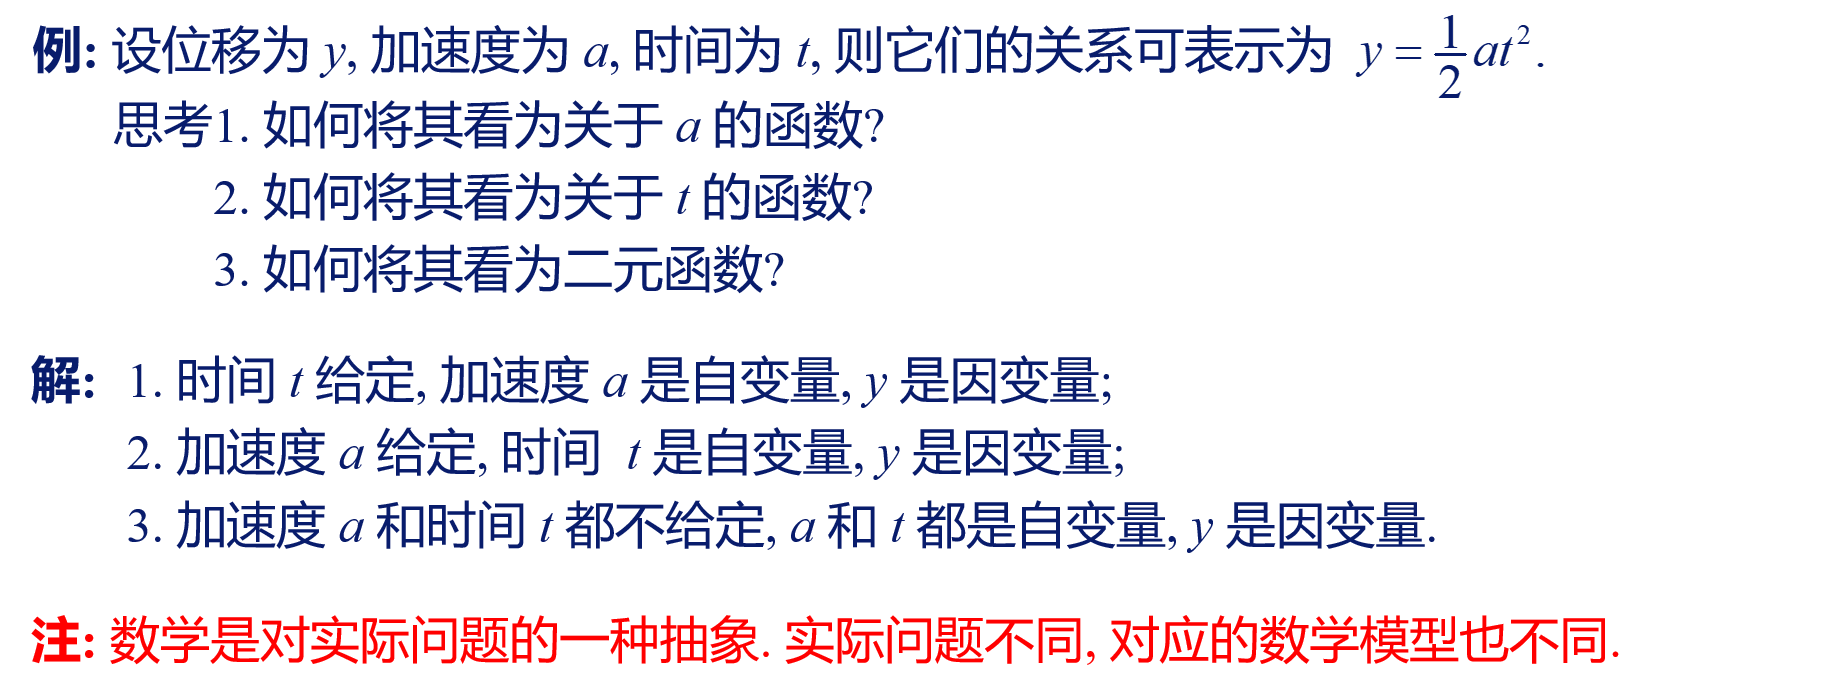 例: 设位移为 y, 加速度为 a, 时间为 t, 则它们的关系可表示为 y = \frac{1}{2}at^2.
思考1. 如何将其看为关于 a 的函数?
2. 如何将其看为关于 t 的函数?
3. 如何将其看为二元函数?
解: 1. 时间 t 给定, 加速度 a 是自变量, y 是因变量;
2. 加速度 a 给定, 时间 t 是自变量, y 是因变量;
3. 加速度 a 和时间 t 都不给定, a 和 t 都是自变量, y 是因变量.
注: 数学是对实际问题的一种抽象. 实际问题不同, 对应的数学模型也不同.